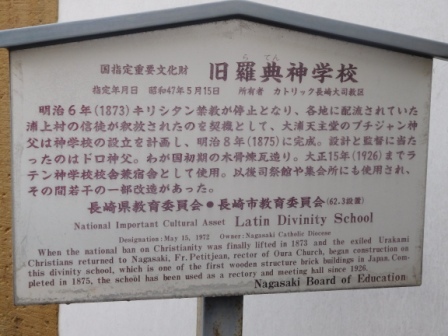 国指定重要文化財 旧羅典神学校
らてん
指定年月日 昭和47年5月15日 所有者 カトリック長崎大司教区
明治6年(1873)キリシタン禁教が停止となり、各地に配流されていた
浦上村の信徒が釈放されたのを契機として、大浦天主堂のプチジャン神
父は神学校の設立を計画し、明治8年(1875)に完成。設計と監督に当
たったのはドロ神父。わが国初期の木骨煉瓦造り。大正15年(1926)までラ
テン神学校校舎兼宿舎として使用。以後司祭館や集会所にも使用され、
その間若干の一部改造があった。
長崎県教育委員会●長崎市教育委員会(62.3設置)
National Important Cultural Asset Latin Divinity School
Designation: May 15, 1972 Owner: Nagasaki Catholic Diocese
When the national ban on Christianity was finally lifted in 1873 and the exiled Urakami
Christians returned to Nagasaki, Fr. Petitjean, rector of Oura Church, began construction on
this divinity school, which is one of the first wooden structure brick buildings in Japan. Com-
pleted in 1875, the school has been used as a rectory and meeting hall since 1926.
Nagasaki Board of Education